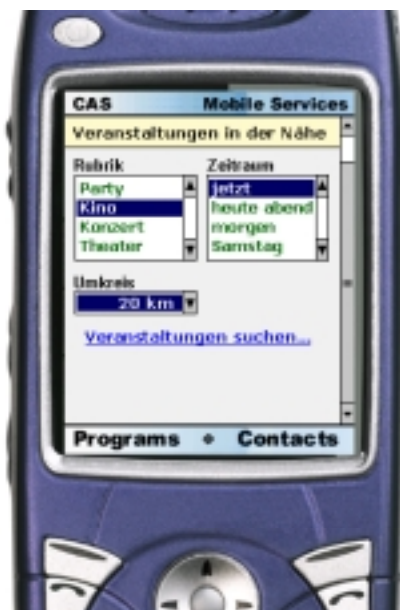 CAS Mobile Services
Veranstaltungen in der Nähe
Rubrik Zeitraum
Party jetzt
Kino heute abend
Konzert morgen
Theater Samstag
Umkreis
20 km
Veranstaltungen suchen...
Programs Contacts